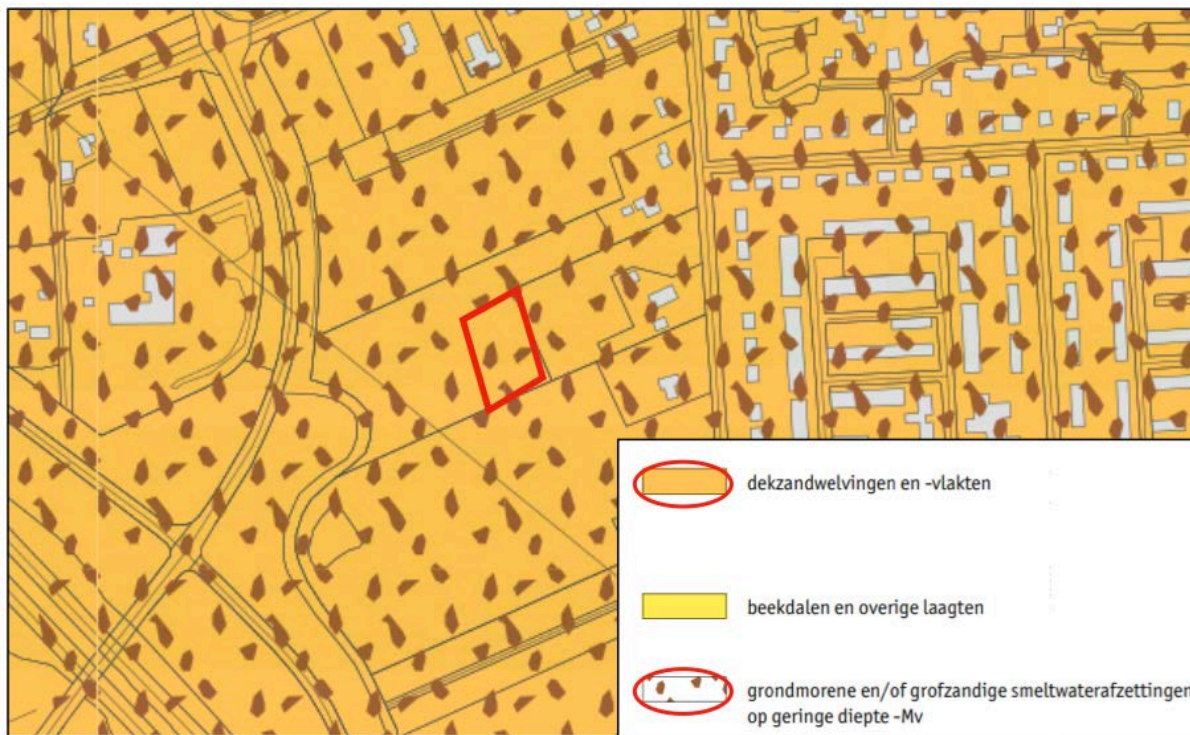 dekzandwelvingen en -vlakten
beekdalen en overige laagten
grondmorene en/of grofzandige smeltwaterafzettingen
op geringe diepte -Mv